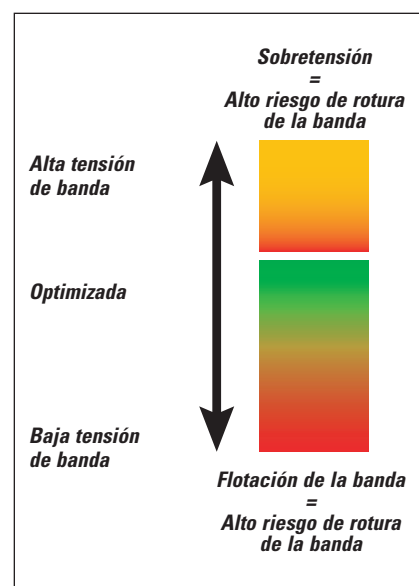 Sobretensión
=
Alto riesgo de rotura
de la banda
Alta tensión
de banda
Optimizada
Baja tensión
de banda
Flotación de la banda
=
Alto riesgo de rotura
de la banda